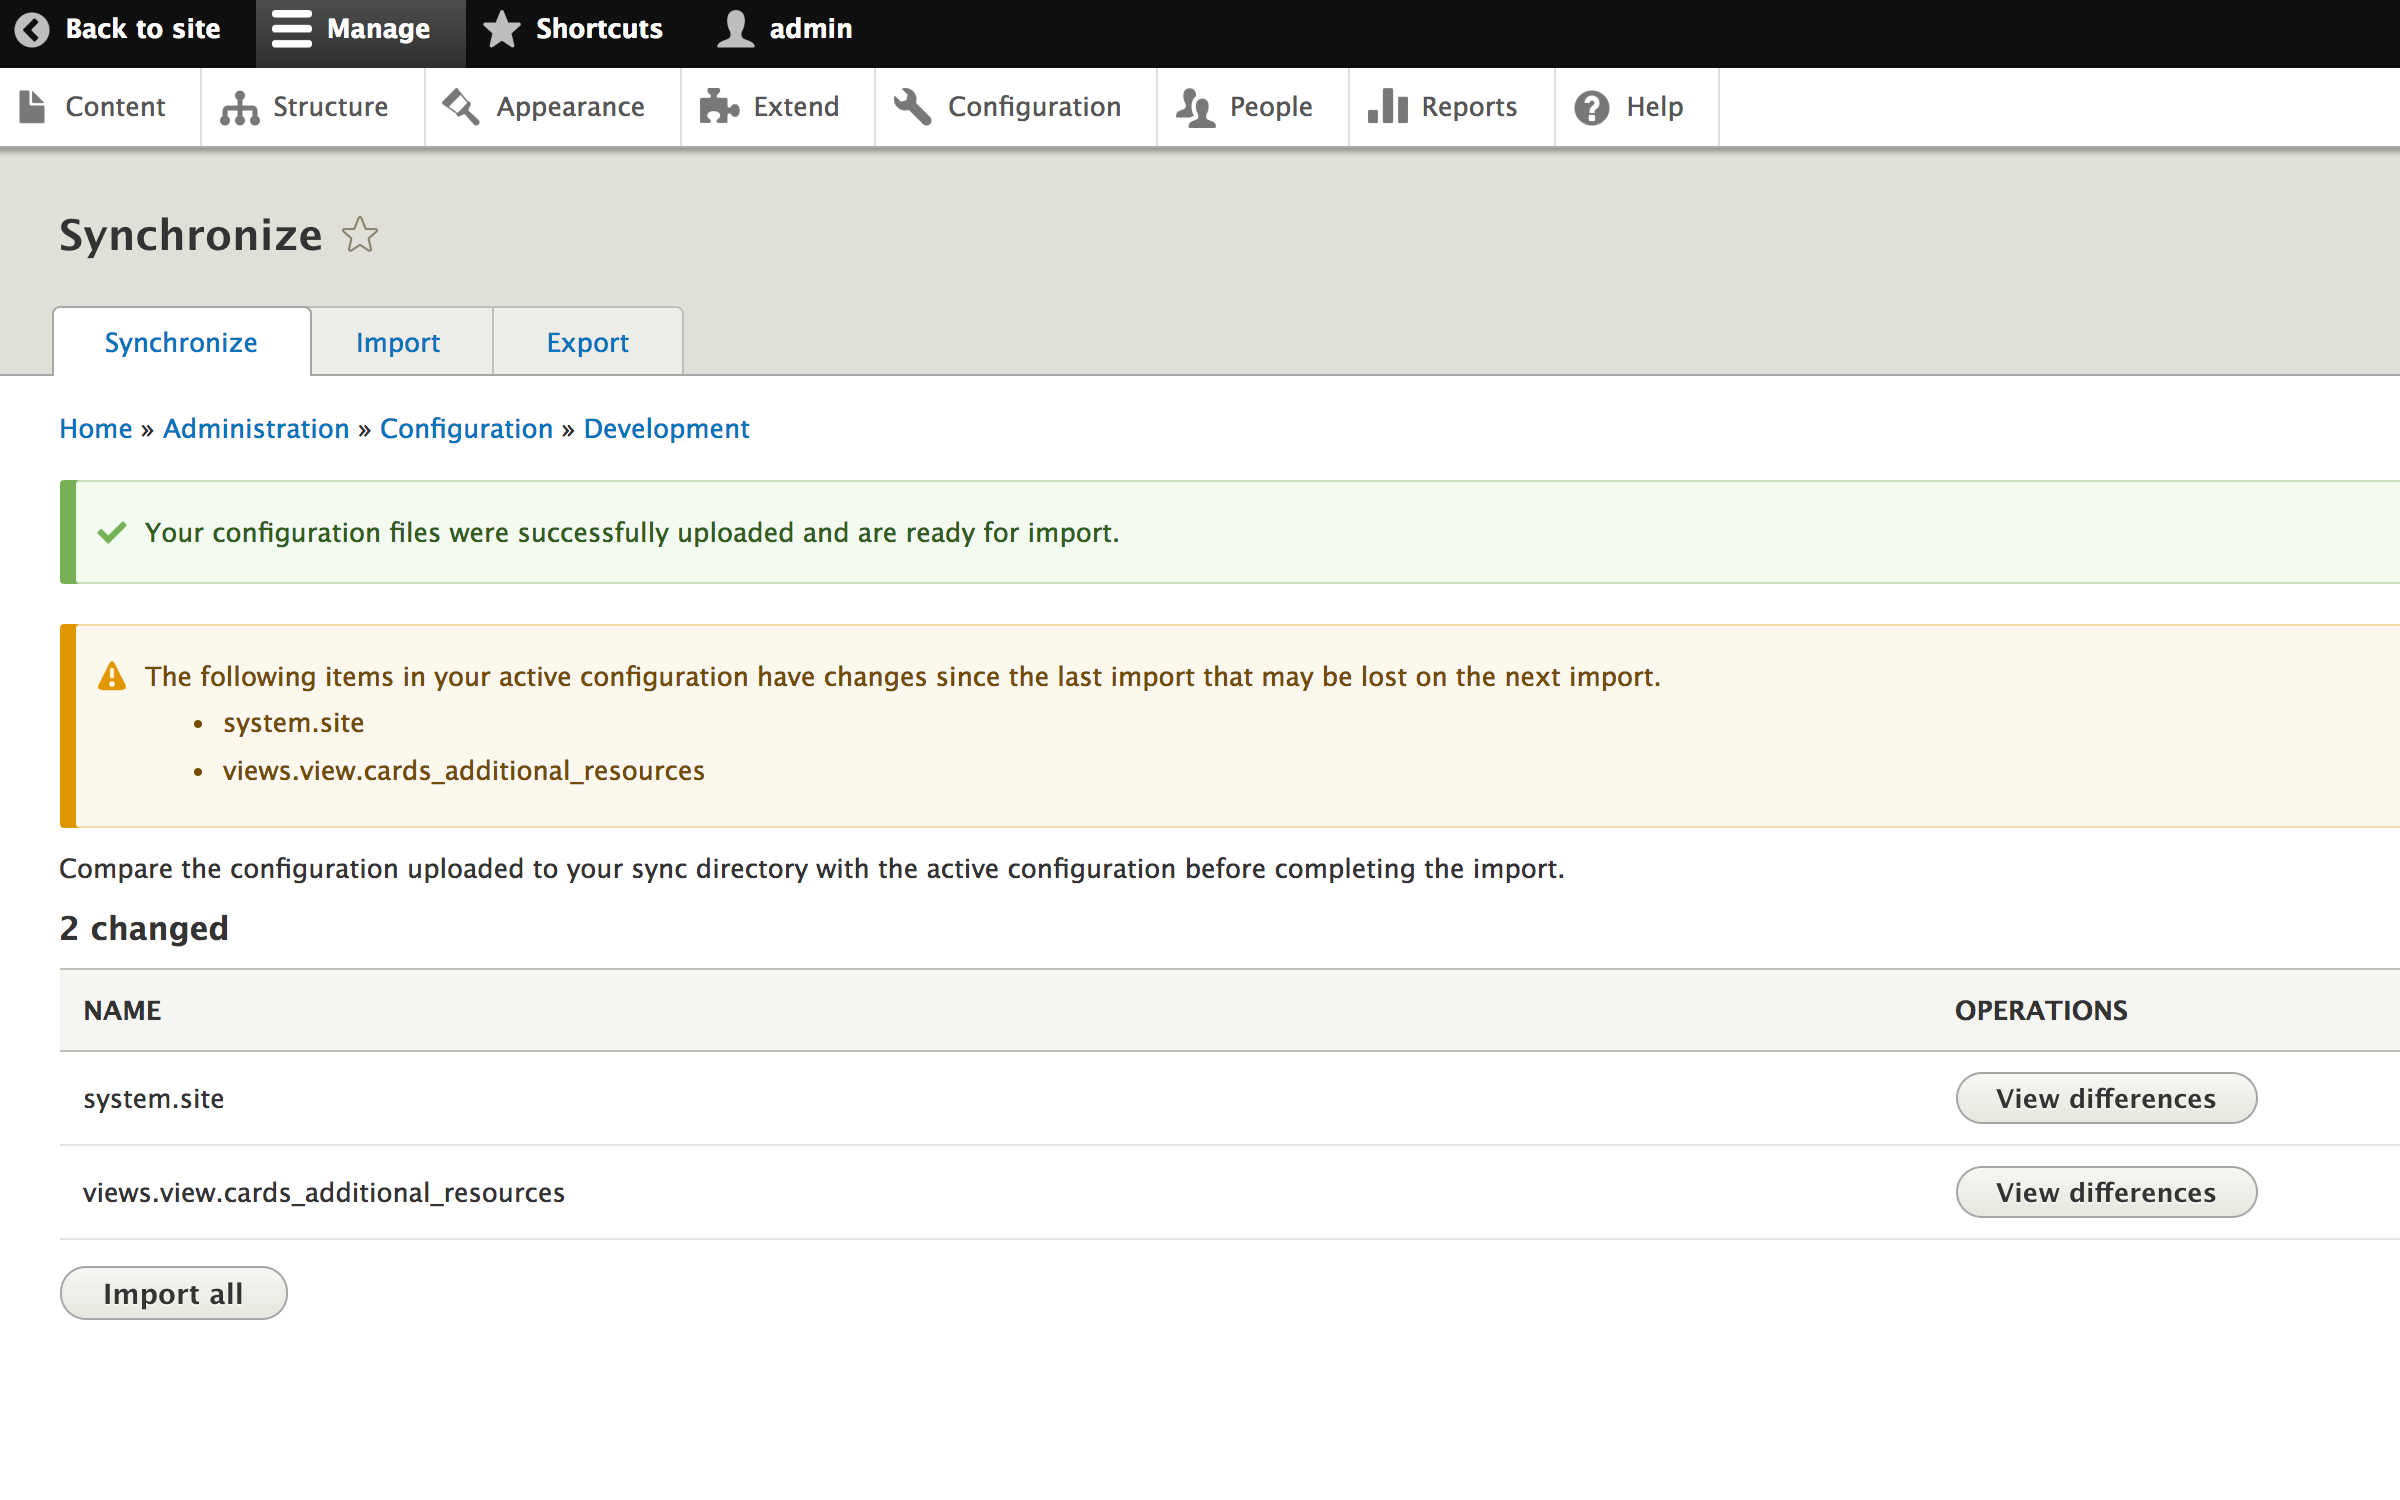 Back to site Manage Shortcuts admin
Content Structure Appearance Extend Configuration People Reports Help
Synchronize
Synchronize Import Export
Home » Administration » Configuration » Development
Your configuration files were successfully uploaded and are ready for import.
The following items in your active configuration have changes since the last import that may be lost on the next import.
• system.site
• views.view.cards_additional_resources
Compare the configuration uploaded to your sync directory with the active configuration before completing the import.
2 changed
NAME OPERATIONS
system.site View differences
views.view.cards_additional_resources View differences
Import all